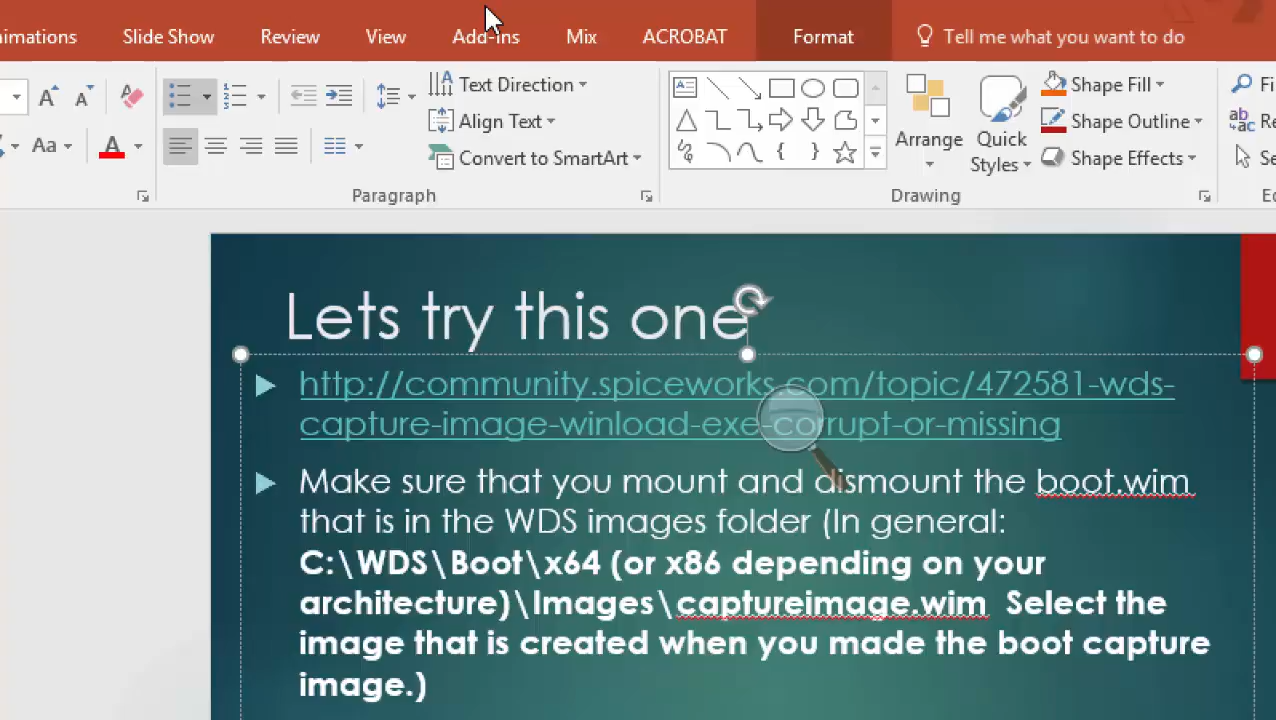 nimations Slide Show Review View Add-ins Mix ACROBAT Format Tell me what you want to do
A A Text Direction Shape Fill Fi
Align Text Shape Outline
Aa A Convert to SmartArt Arrange Quick Styles Shape Effects
Paragraph Drawing
Lets try this one
http://community.spiceworks.com/topic/472581-wds-
capture-image-winload-exe-corrupt-or-missing
Make sure that you mount and dismount the boot.wim
that is in the WDS images folder (In general:
C:\WDS\Boot\x64 (or x86 depending on your
architecture)\Images\captureimage.wim Select the
image that is created when you made the boot capture
image.)